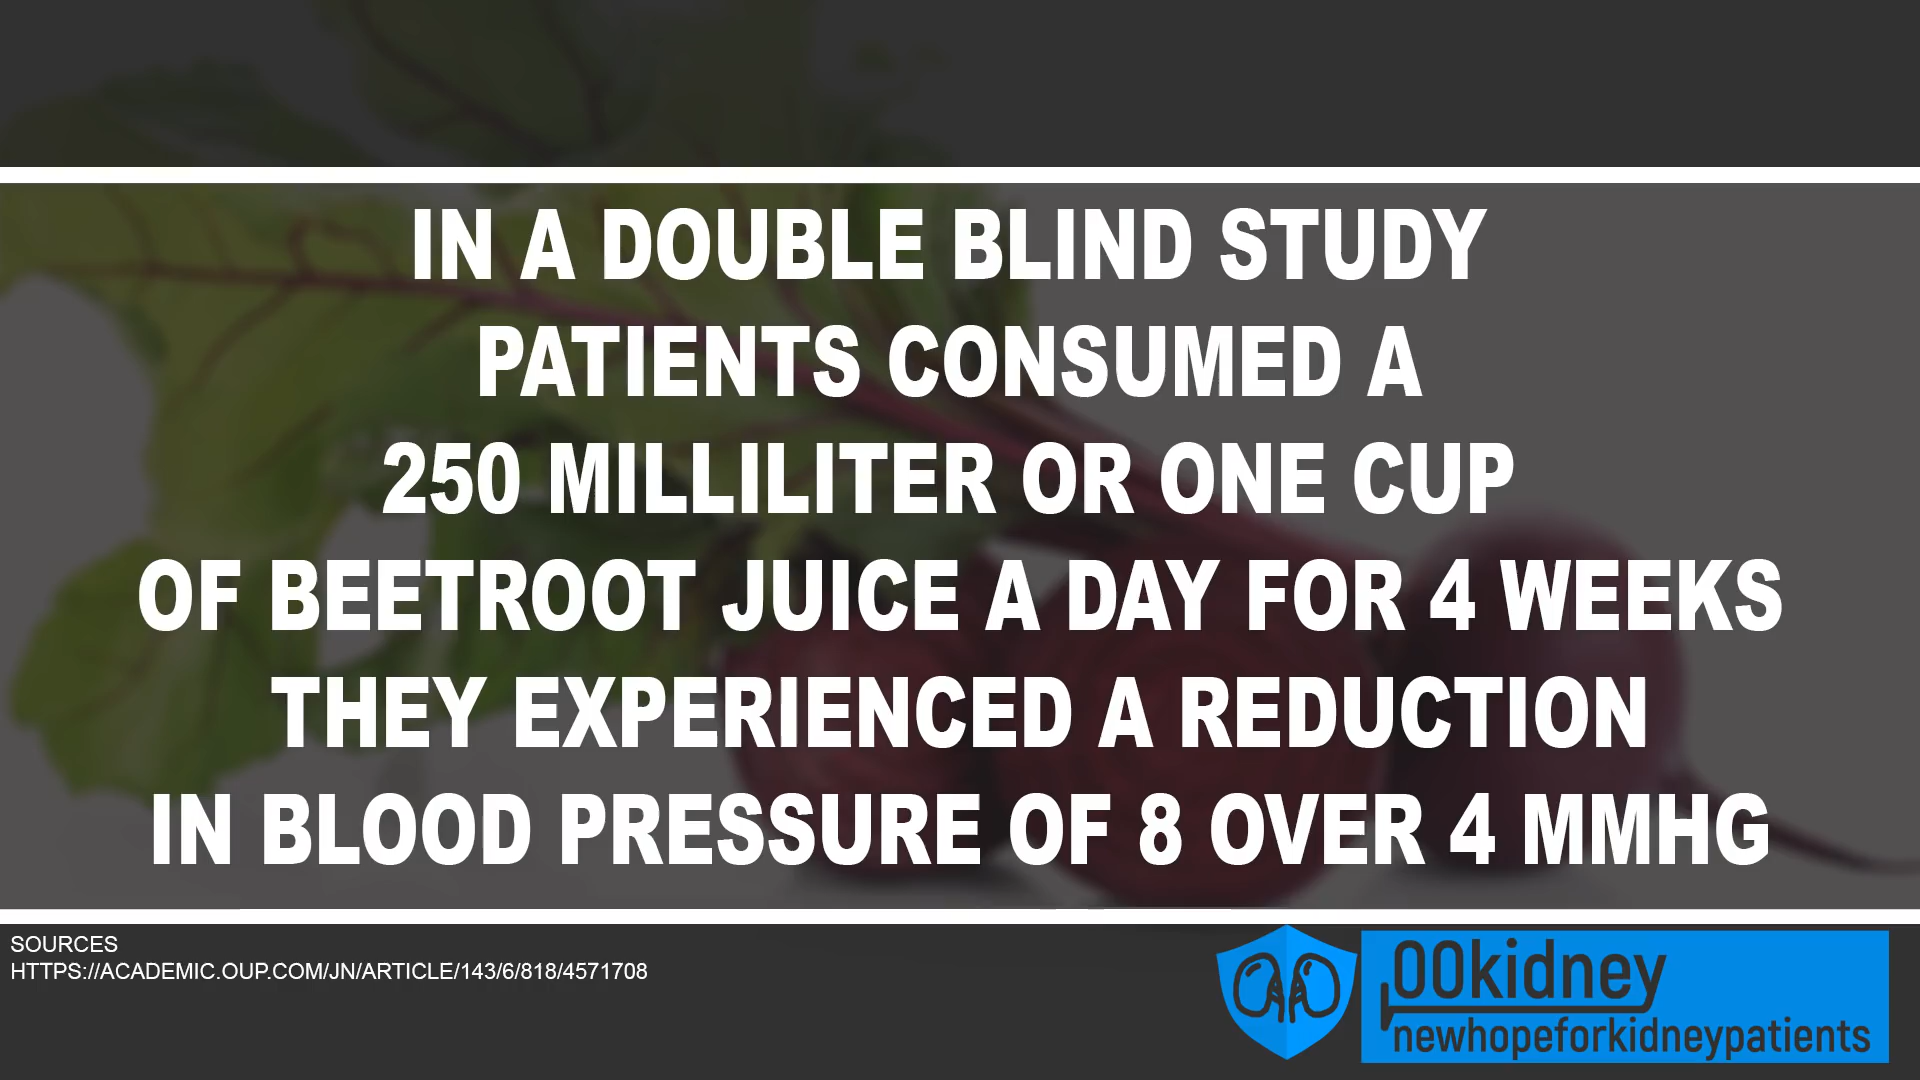 IN A DOUBLE BLIND STUDY
PATIENTS CONSUMED A
250 MILLILITER OR ONE CUP
OF BEETROOT JUICE A DAY FOR 4 WEEKS
THEY EXPERIENCED A REDUCTION
IN BLOOD PRESSURE OF 8 OVER 4 MMHG
SOURCES
HTTPS://ACADEMIC.OUP.COM/JN/ARTICLE/143/6/818/4571708
00kidney
newhopeforkidneypatients